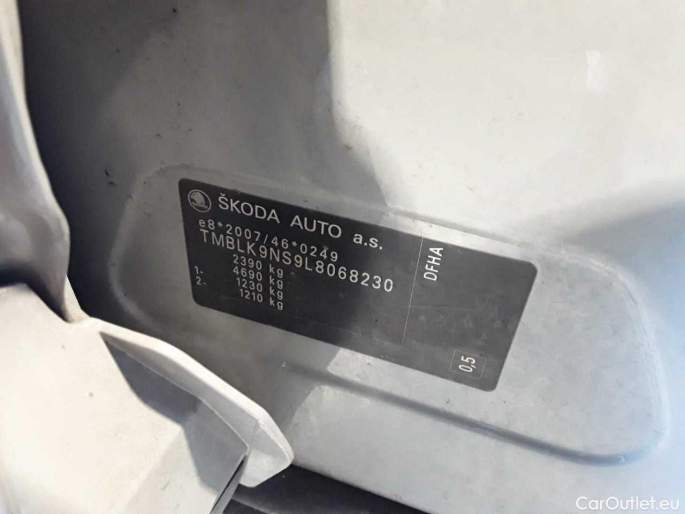 ŠKODA AUTO a.s.
e8*2007/46*0249
TMBLK9NS9L8068230
2390 kg
4690 kg
1- 1230 kg
2- 1210 kg
DFHA
0,5
CarOutlet.eu